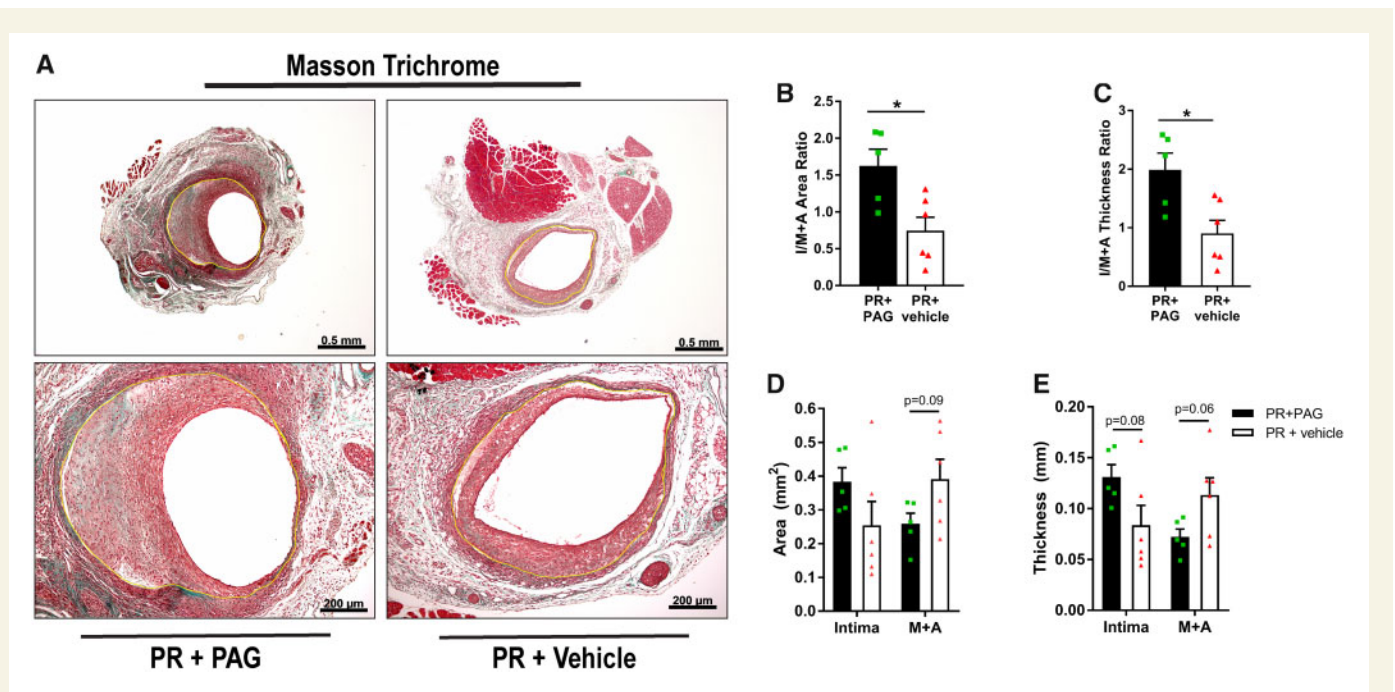 A
Masson Trichrome
0.5 mm
0.5 mm
200 µm
200 µm
PR + PAG
PR + Vehicle
B
I/M+A Area Ratio
2.5
2.0
1.5
1.0
0.5
0.0
*
PR+
PAG
PR+
vehicle
C
I/M+A Thickness Ratio
3
2
1
0
*
PR+
PAG
PR+
vehicle
D
Area (mm²)
0.6
0.5
0.4
0.3
0.2
0.1
0.0
p=0.09
Intima
M+A
E
Thickness (mm)
0.20
0.15
0.10
0.05
0.00
p=0.08
p=0.06
Intima
M+A
PR+PAG
PR + vehicle